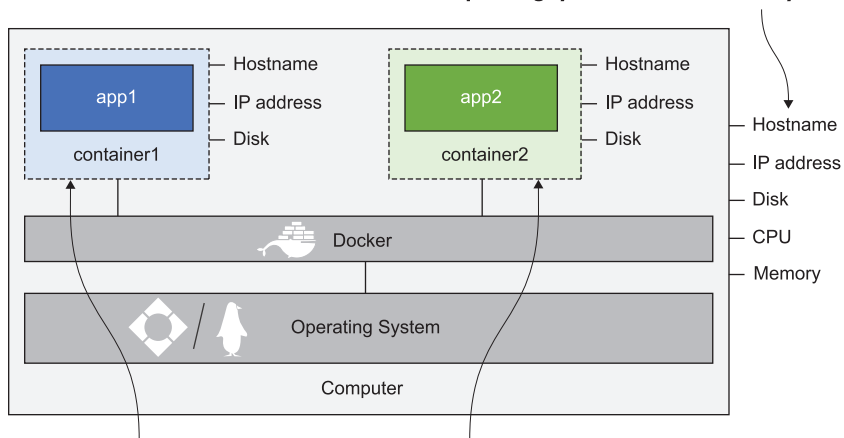 Hostname
app1
IP address
Disk
container1
Hostname
app2
IP address
Disk
container2
Hostname
IP address
Disk
CPU
Memory
Docker
Operating System
Computer